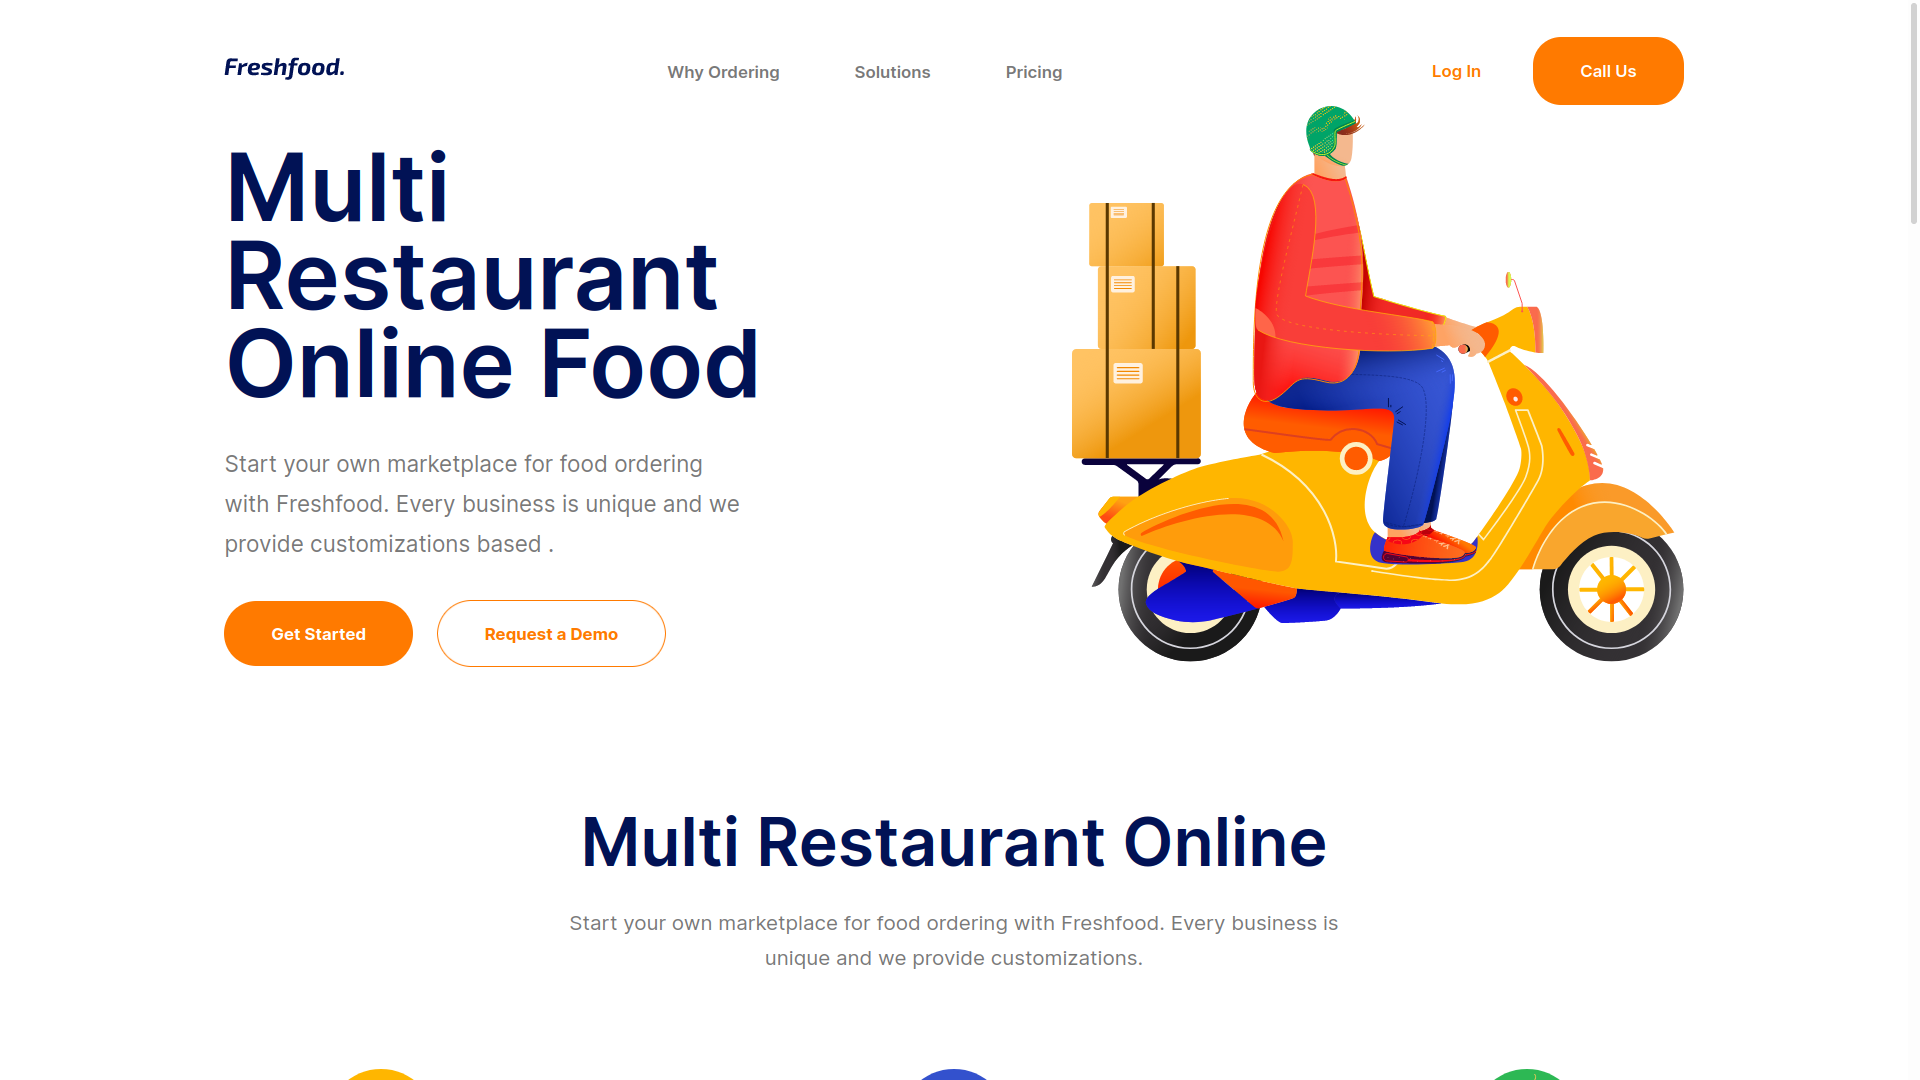 Freshfood.
Why Ordering
Solutions
Pricing
Log In
Call Us
Multi
Restaurant
Online Food
Start your own marketplace for food ordering
with Freshfood. Every business is unique and we
provide customizations based .
Get Started
Request a Demo
Multi Restaurant Online
Start your own marketplace for food ordering with Freshfood. Every business is
unique and we provide customizations.